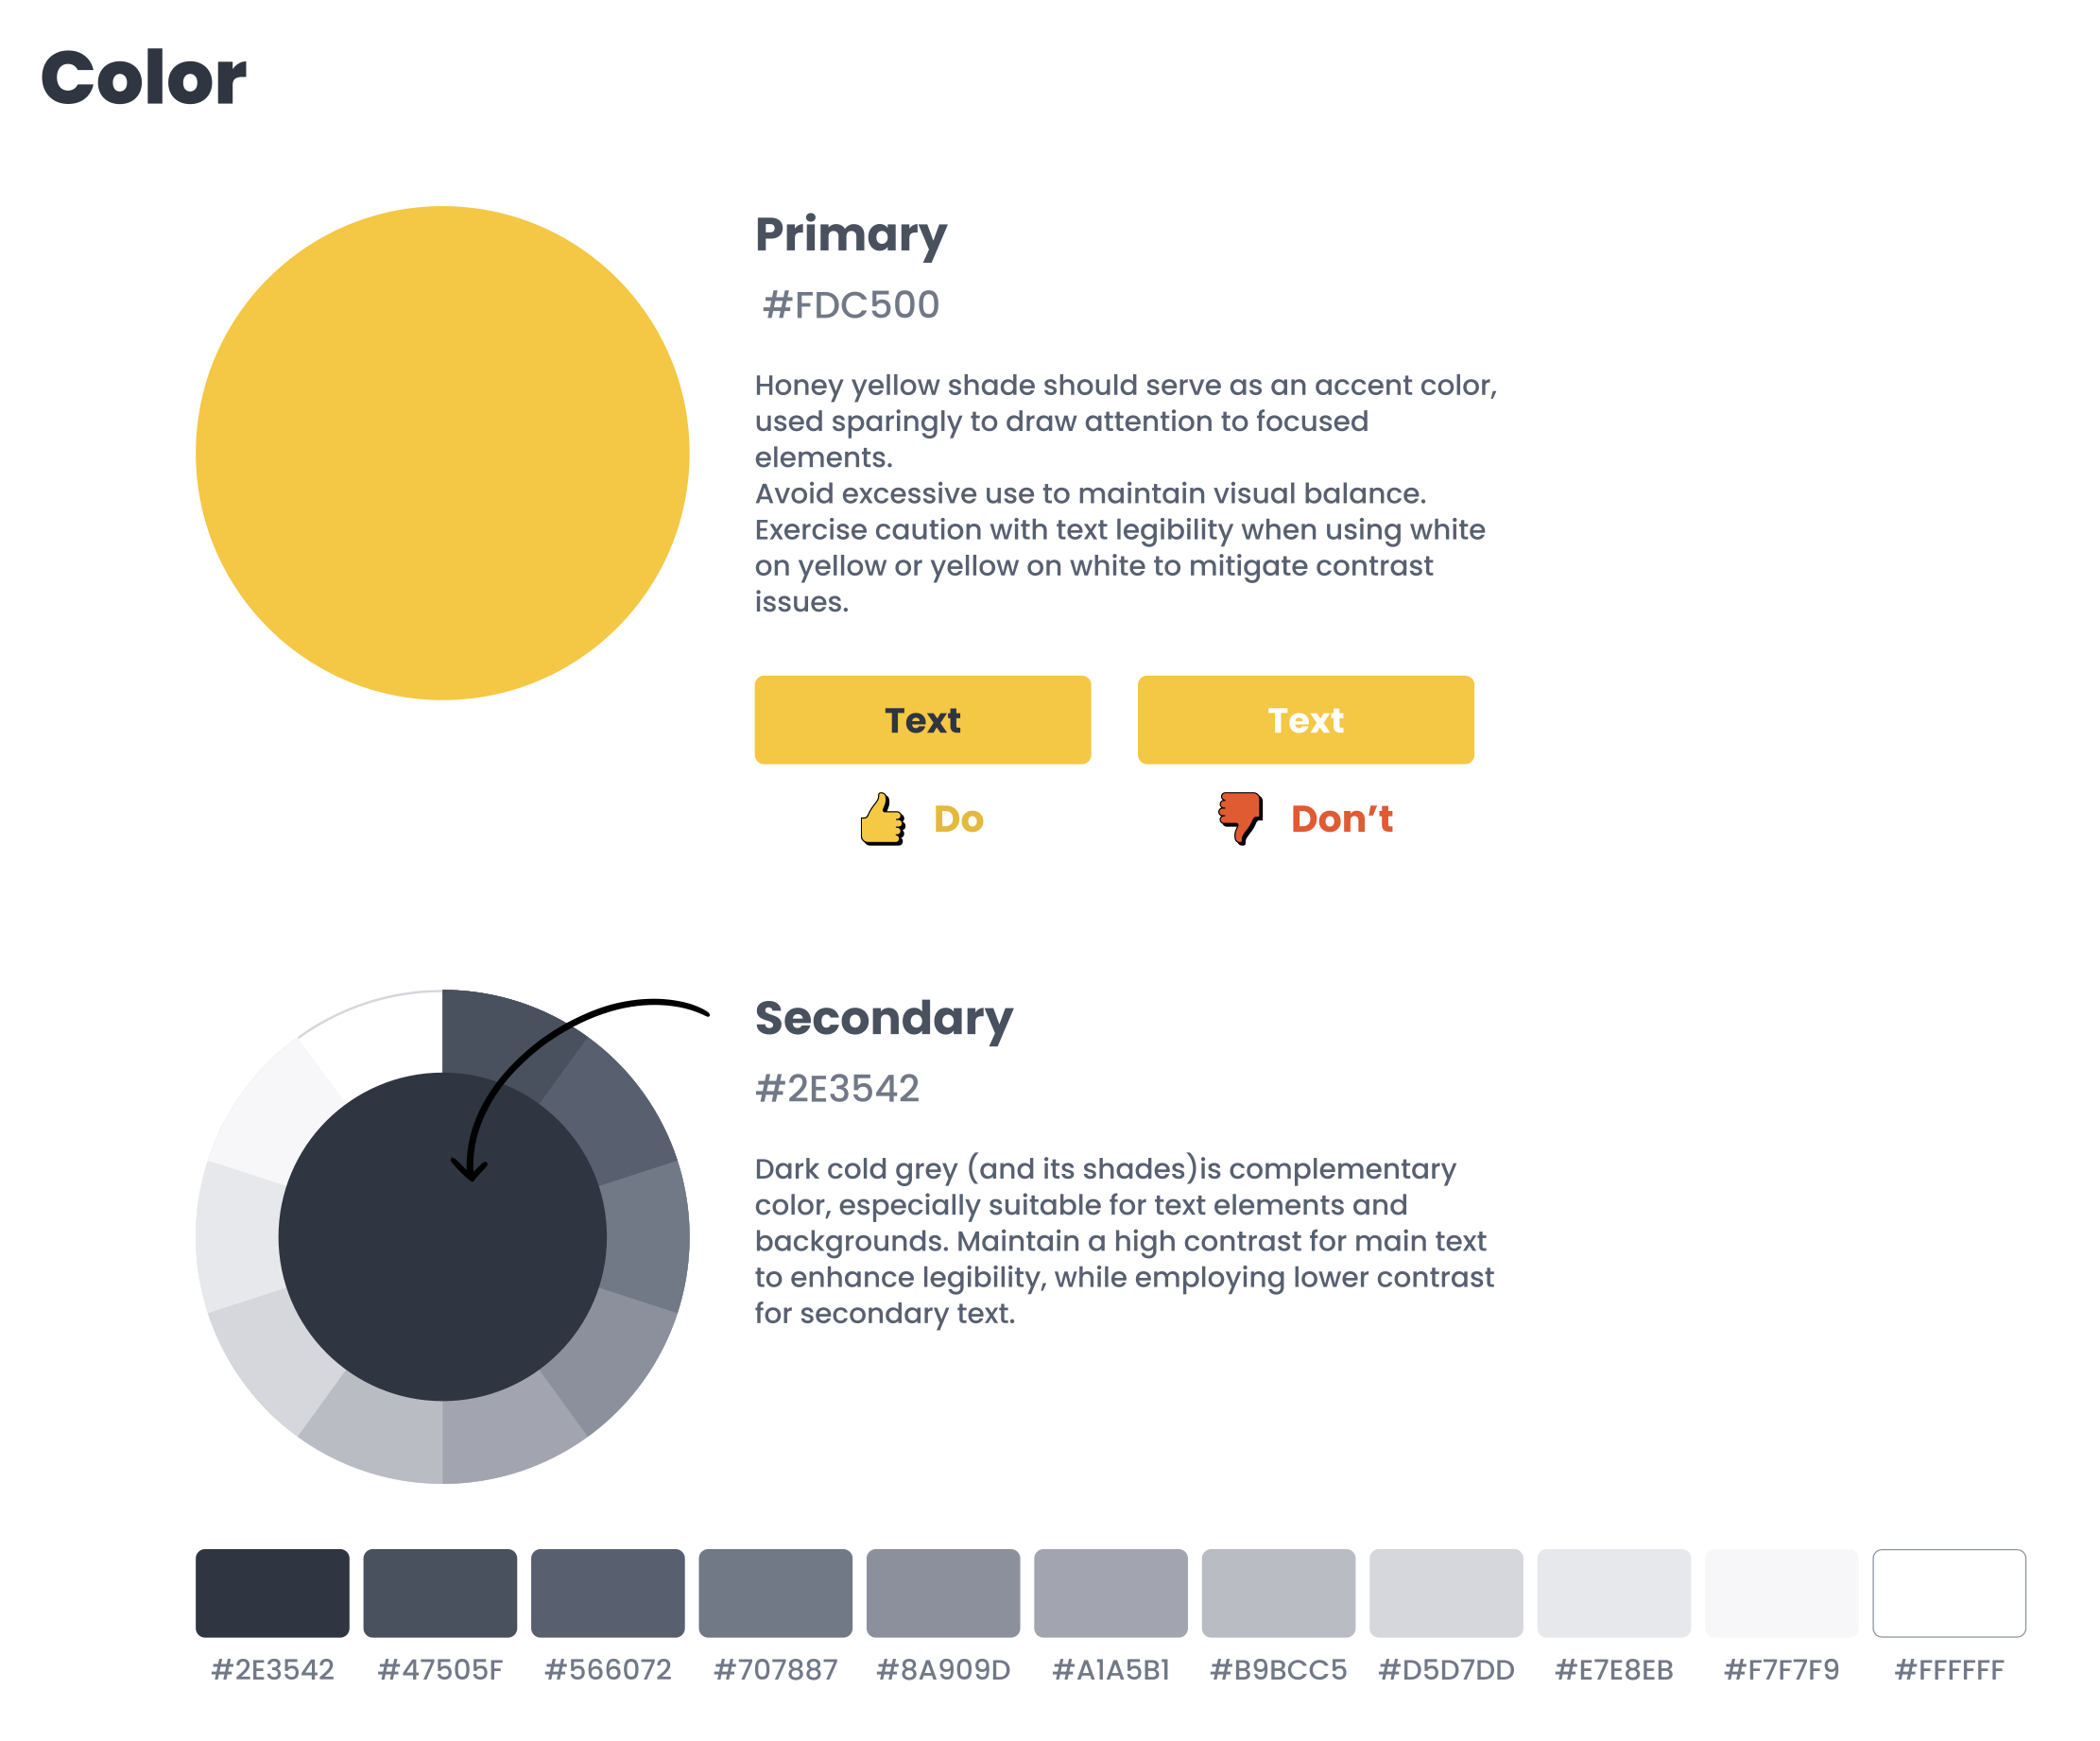 Color
Primary
#FDC500
Honey yellow shade should serve as an accent color,
used sparingly to draw attention to focused
elements.
Avoid excessive use to maintain visual balance.
Exercise caution with text legibility when using white
on yellow or yellow on white to mitigate contrast
issues.
Text
Text
Do
Don’t
Secondary
#2E3542
Dark cold grey (and its shades)is complementary
color, especially suitable for text elements and
backgrounds. Maintain a high contrast for main text
to enhance legibility, while employing lower contrast
for secondary text.
#2E3542
#47505F
#566072
#707887
#8A909D
#A1A5B1
#B9BCC5
#D5D7DD
#E7E8EB
#F7F7F9
#FFFFFF